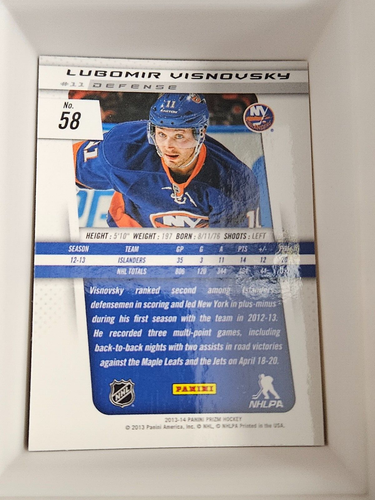 LUBOMIR VISNOVSKY
#11 DEFENSE
No.
58
11
NY
HEIGHT: 5'10" WEIGHT: 197 BORN: 8/11/76 SHOOTS: LEFT
SEASON TEAM GP G A PTS +/-
12-13 ISLANDERS 35 3 11 14 12
NHL TOTALS
Visnovsky ranked second among Islanders
defensemen in scoring and led New York in plus-minus
during his first season with the team in 2012-13.
He recorded three multi-point games, including
back-to-back nights with two assists in road victories
against the Maple Leafs and the Jets on April 18-20.
NHL
PANINI
NHLPA
2013-14 PANINI PRIZM HOCKEY
© 2013 Panini America, Inc. © NHL. © NHLPA Printed in the USA.